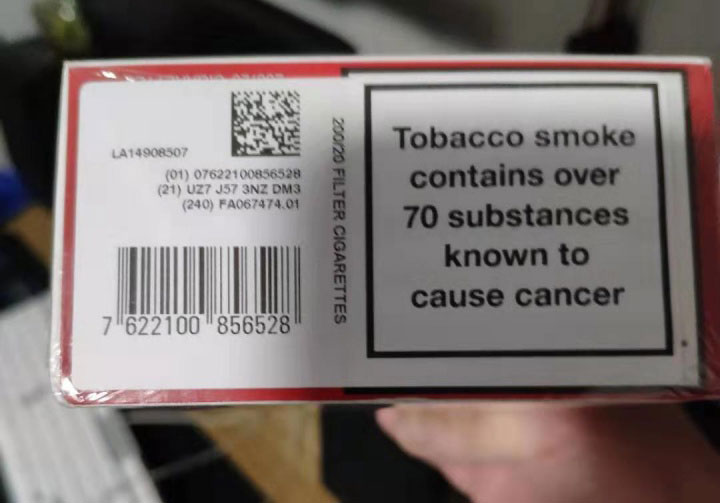 LA14908507
(01) 07622100856528
(21) UZ7 J57 3NZ DM3
(240) FA067474.01
7 622100 856528
200/20 FILTER CIGARETTES
Tobacco smoke
contains over
70 substances
known to
cause cancer